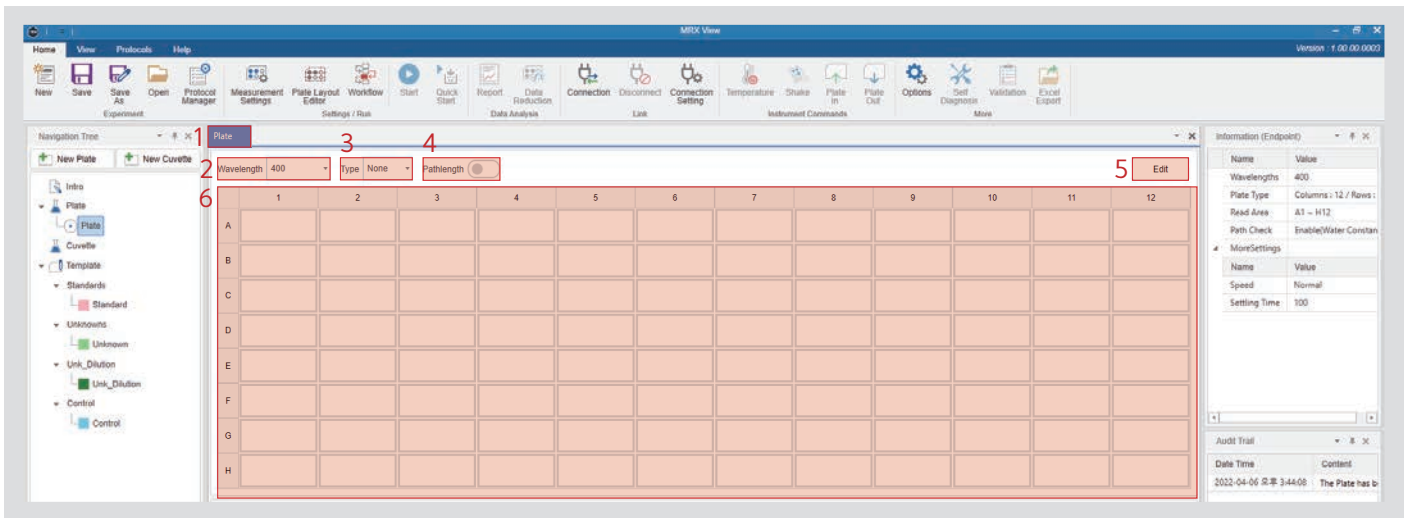 MRX View
Home View Protocols Help
Version : 1.00.00.0003
New Save Save As Open Protocol Manager
Measurement Settings Plate Layout Editor Workflow Start Quick Start
Report Data Reduction
Connection Disconnect Connection Setting
Temperature Shake Plate In Plate Out
Options Self Diagnosis Validation Excel Export
Experiment Settings / Run Data Analysis Link Instrument Commands More
Navigation Tree
New Plate New Cuvette
Intro
Plate
Plate
Cuvette
Template
Standards
Standard
Unknowns
Unknown
Unk_Dilution
Unk_Dilution
Control
Control
1 Plate
2 Wavelength 400
3 Type None
4 Pathlength
5 Edit
6
1 2 3 4 5 6 7 8 9 10 11 12
A
B
C
D
E
F
G
H
Information (Endpoint)
Name Value
Wavelengths 400
Plate Type Columns : 12 / Rows :
Read Area A1 ~ H12
Path Check Enable(Water Constan
MoreSettings
Name Value
Speed Normal
Settling Time 100
Audit Trail
Date Time Content
2022-04-06 오후 3:44:08 The Plate has b